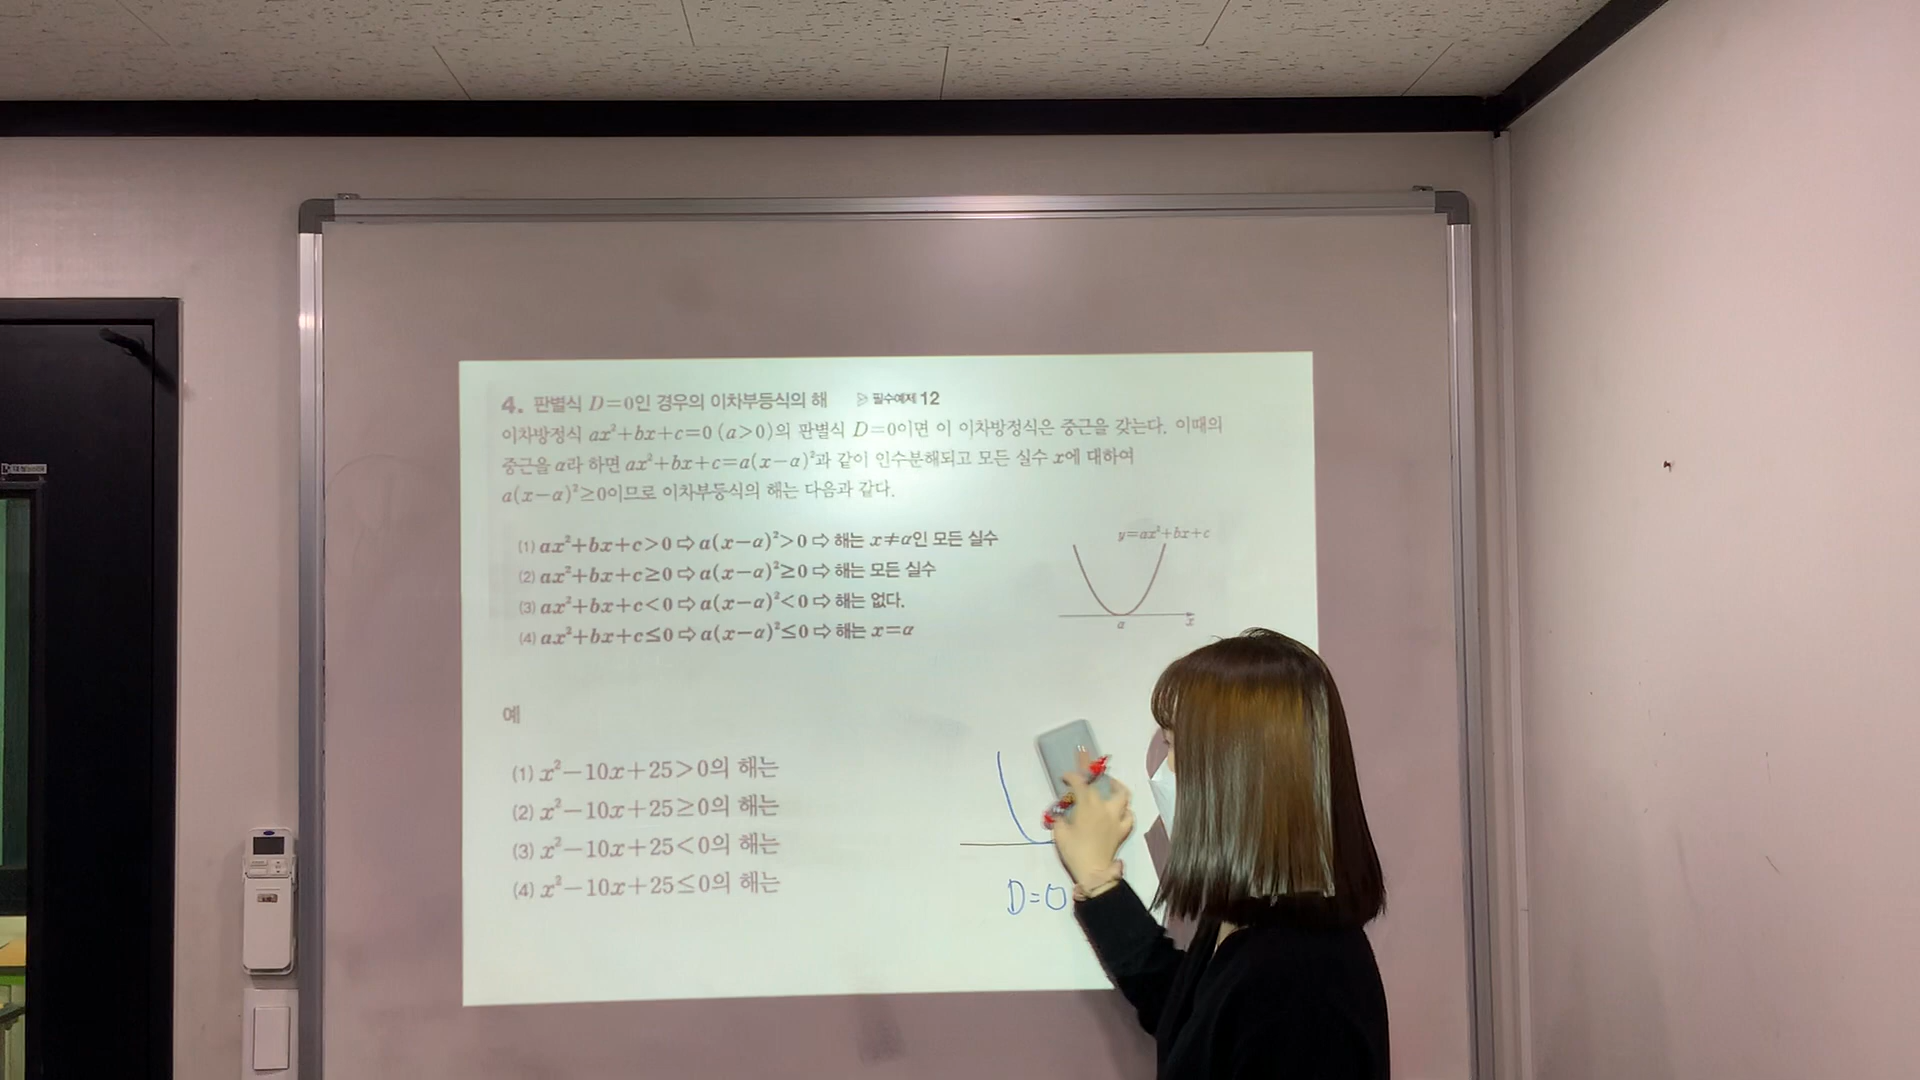 4. 판별식 D=0인 경우의 이차부등식의 해 필수예제 12
이차방정식 ax²+bx+c=0 (a>0)의 판별식 D=0이면 이 이차방정식은 중근을 갖는다. 이때의
중근을 α라 하면 ax²+bx+c=a(x-α)²과 같이 인수분해되고 모든 실수 x에 대하여
a(x-α)²≥0이므로 이차부등식의 해는 다음과 같다.
(1) ax²+bx+c>0 ⇨ a(x-α)²>0 ⇨ 해는 x≠α인 모든 실수
(2) ax²+bx+c≥0 ⇨ a(x-α)²≥0 ⇨ 해는 모든 실수
(3) ax²+bx+c<0 ⇨ a(x-α)²<0 ⇨ 해는 없다.
(4) ax²+bx+c≤0 ⇨ a(x-α)²≤0 ⇨ 해는 x=α
y=ax²+bx+c
α x
예
(1) x²-10x+25>0의 해는
(2) x²-10x+25≥0의 해는
(3) x²-10x+25<0의 해는
(4) x²-10x+25≤0의 해는
D=0